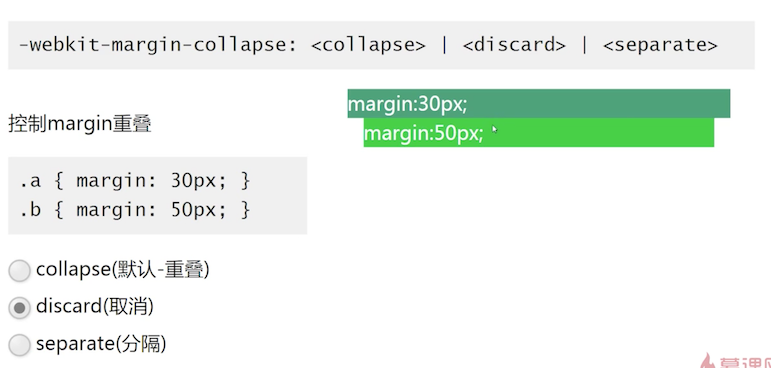 -webkit-margin-collapse: <collapse> | <discard> | <separate>
控制margin重叠
margin:30px;
margin:50px;
.a { margin: 30px; }
.b { margin: 50px; }
collapse(默认-重叠)
discard(取消)
separate(分隔)